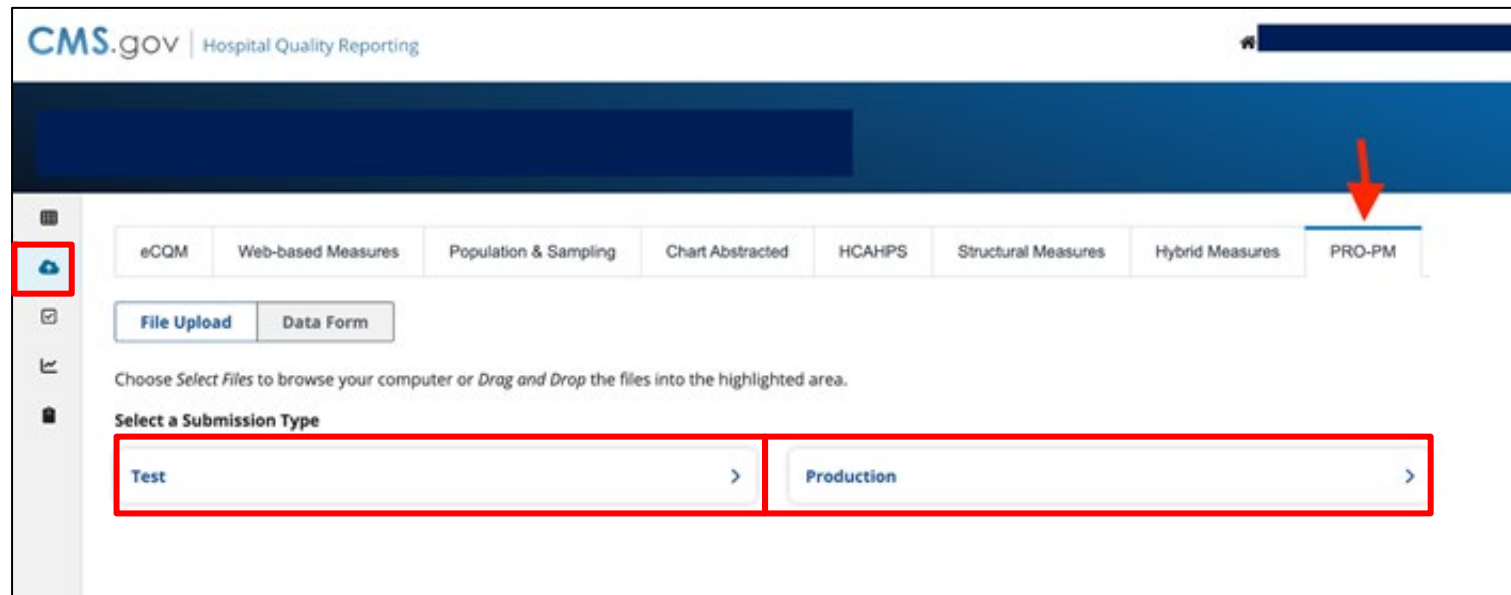 CMS.gov | Hospital Quality Reporting
eCQM Web-based Measures Population & Sampling Chart Abstracted HCAHPS Structural Measures Hybrid Measures PRO-PM
File Upload Data Form
Choose Select Files to browse your computer or Drag and Drop the files into the highlighted area.
Select a Submission Type
Test Production